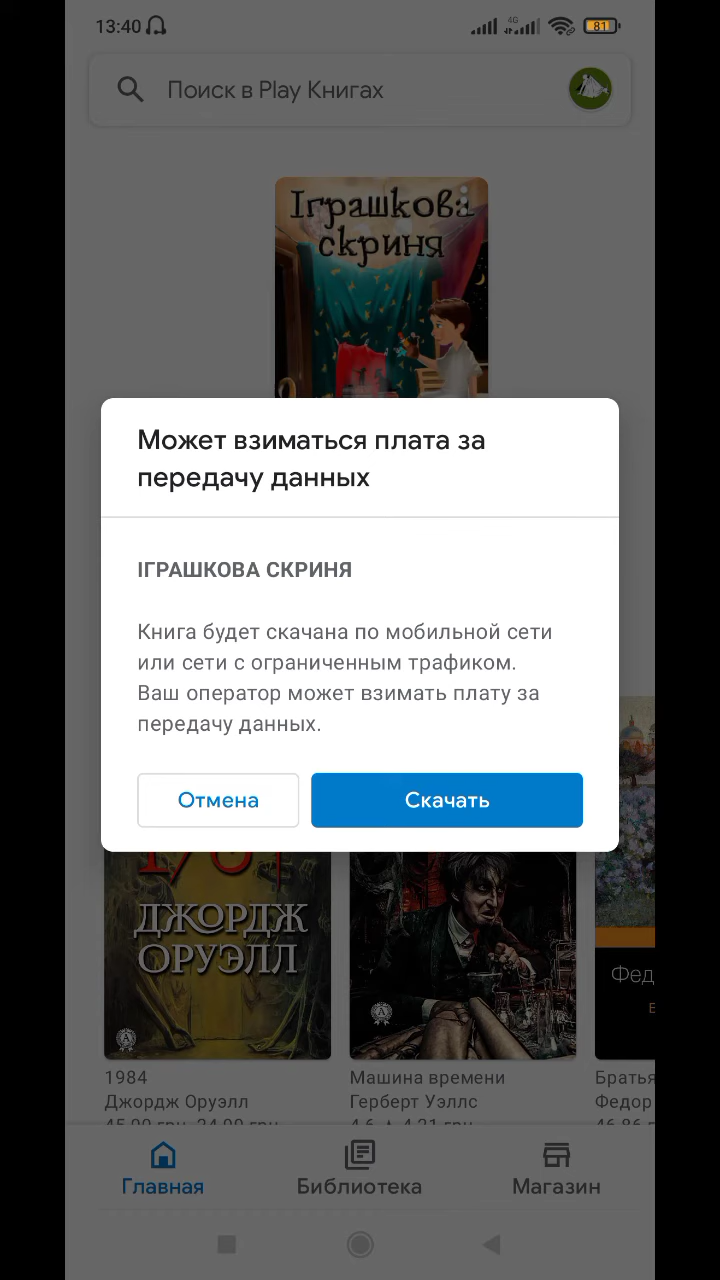 13:40
4G
81
Поиск в Play Книгах
Іграшкова
скриня
Может взиматься плата за
передачу данных
ІГРАШКОВА СКРИНЯ
Книга будет скачана по мобильной сети
или сети с ограниченным трафиком.
Ваш оператор может взимать плату за
передачу данных.
Отмена
Скачать
ДЖОРДЖ
ОРУЭЛЛ
Фед
1984
Джордж Оруэлл
Машина времени
Герберт Уэллс
Братья
Федор
Главная
Библиотека
Магазин